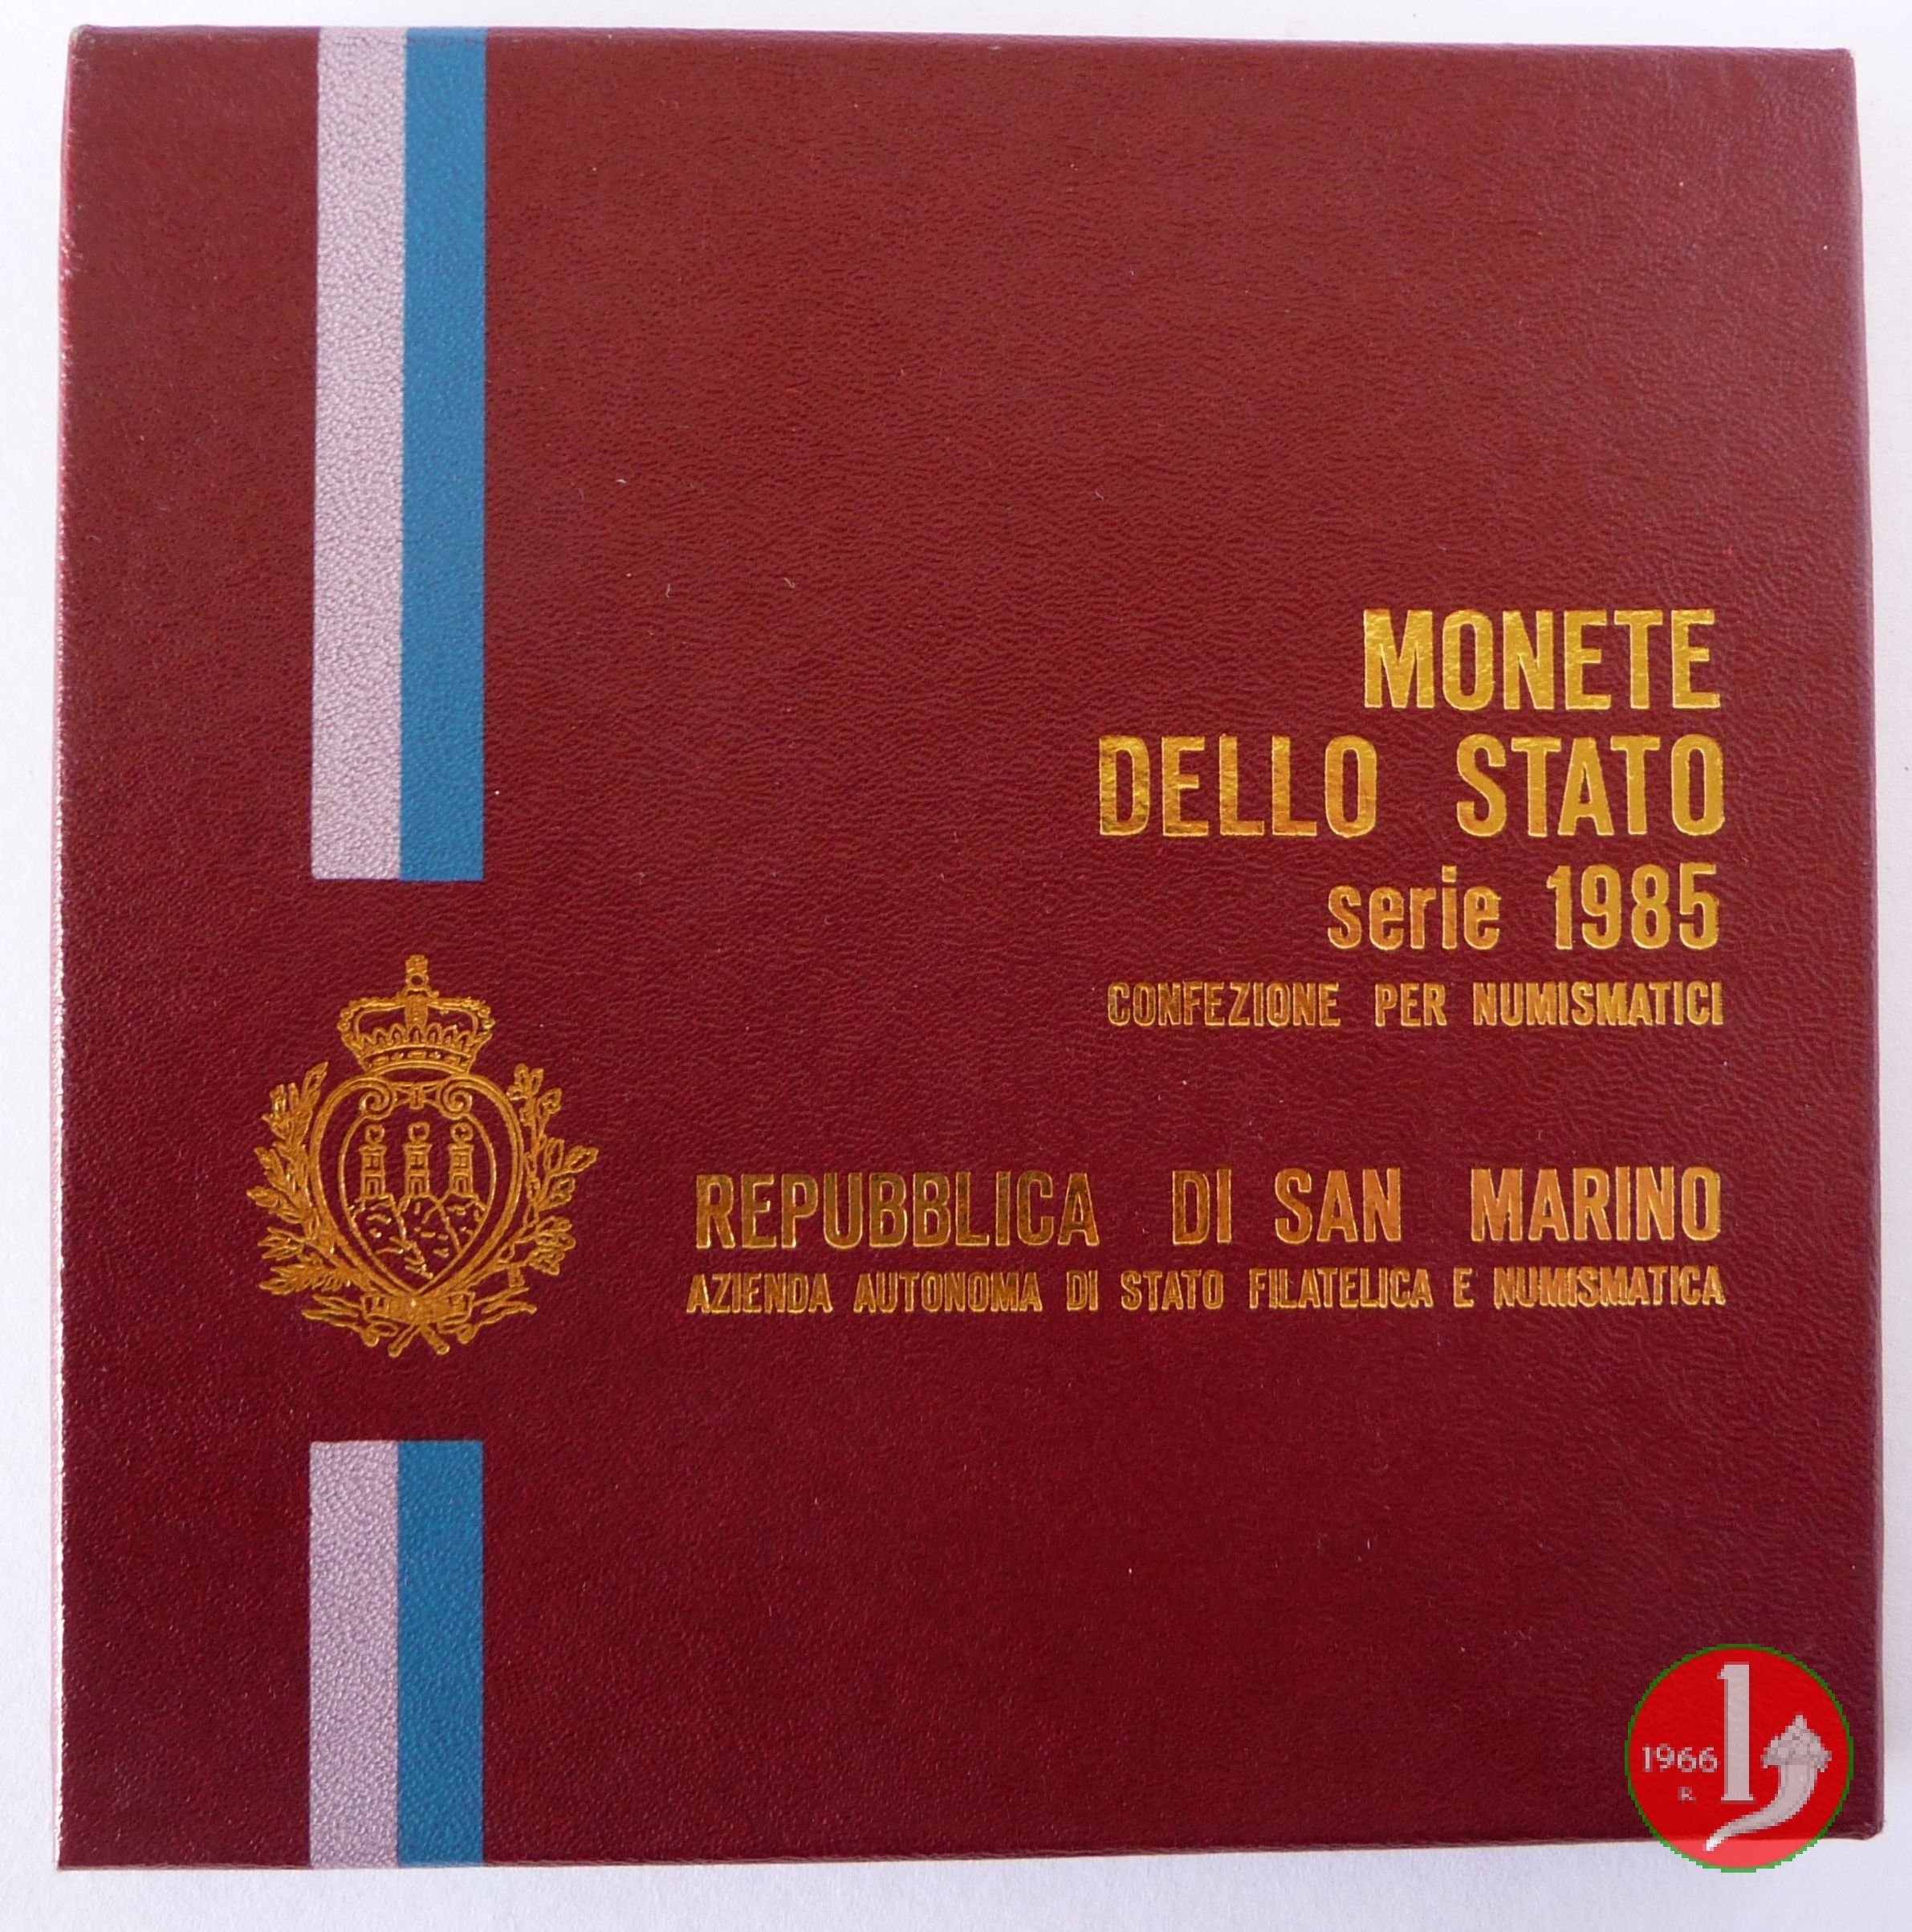 MONETE
DELLO STATO
serie 1985
CONFEZIONE PER NUMISMATICI
REPUBBLICA DI SAN MARINO
AZIENDA AUTONOMA DI STATO FILATELICA E NUMISMATICA
1966
R
1